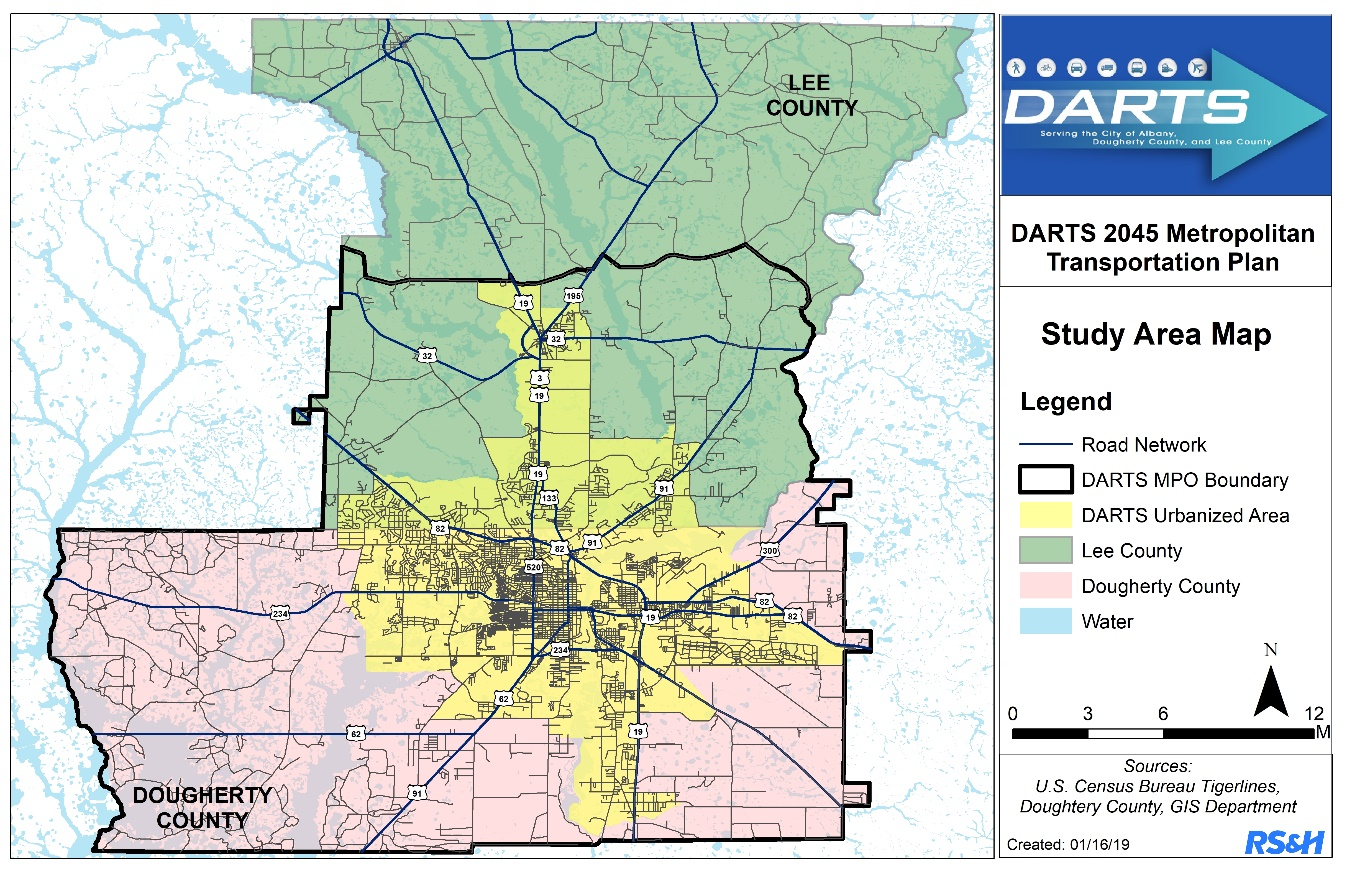 LEE
COUNTY
19
195
32
32
3
19
19
133
91
82
82
91
520
300
234
82
82
19
234
62
62
19
91
DOUGHERTY
COUNTY
DARTS
Serving the City of Albany,
Dougherty County, and Lee County
DARTS 2045 Metropolitan
Transportation Plan
Study Area Map
Legend
Road Network
DARTS MPO Boundary
DARTS Urbanized Area
Lee County
Dougherty County
Water
N
0 3 6 12
M
Sources:
U.S. Census Bureau Tigerlines,
Doughtery County, GIS Department
Created: 01/16/19
RS&H